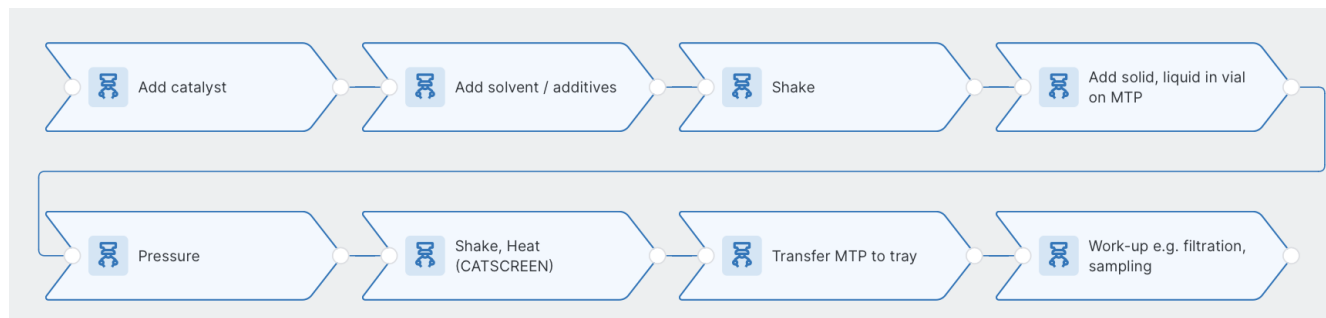 Add catalyst
Add solvent / additives
Shake
Add solid, liquid in vial
on MTP
Pressure
Shake, Heat
(CATSCREEN)
Transfer MTP to tray
Work-up e.g. filtration,
sampling